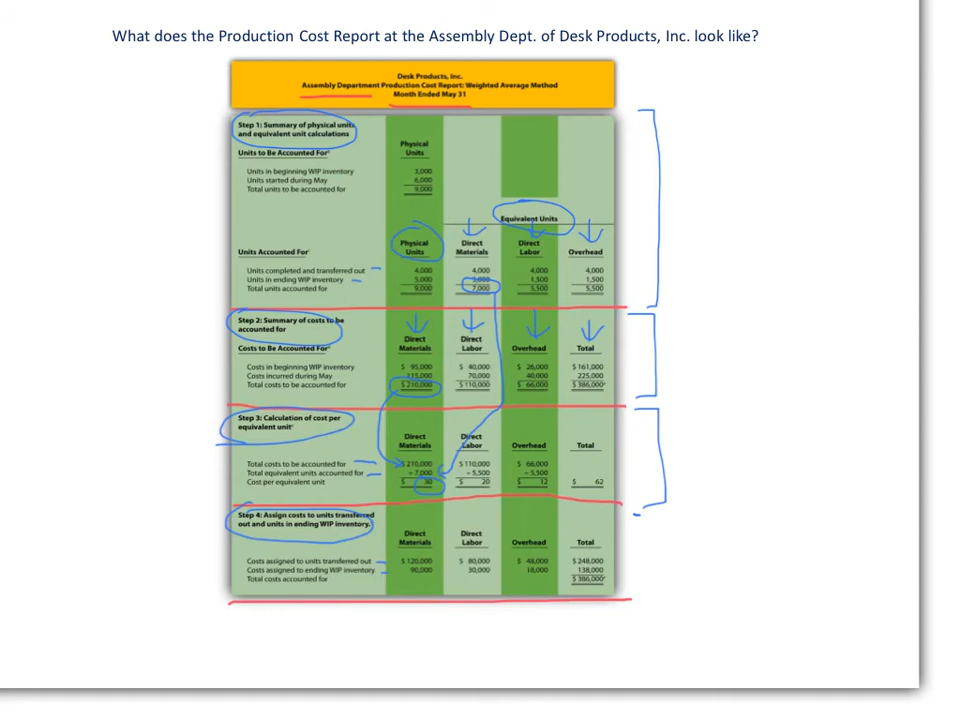 What does the Production Cost Report at the Assembly Dept. of Desk Products, Inc. look like?
Desk Products, Inc.
Assembly Department Production Cost Report: Weighted Average Method
Month Ended May 31
Step 1: Summary of physical units
and equivalent unit calculations
Physical
Units To Be Accounted For Units
Units in beginning WIP inventory 3,000
Units started during May 6,000
Total units to be accounted for 9,000
Equivalent Units
Physical Direct Direct
Units Accounted For Units Materials Labor Overhead
Units completed and transferred out 4,000 4,000 4,000 4,000
Units in ending WIP inventory 5,000 3,000 1,500 1,500
Total units accounted for 9,000 7,000 5,500 5,500
Step 2: Summary of costs to be
accounted for
Direct Direct
Costs to Be Accounted For Materials Labor Overhead Total
Costs in beginning WIP inventory $ 95,000 $ 40,000 $ 26,000 $ 161,000
Costs incurred during May 115,000 70,000 40,000 225,000
Total costs to be accounted for $ 210,000 $ 110,000 $ 66,000 $ 386,000
Step 3: Calculation of cost per
equivalent unit
Direct Direct
Materials Labor Overhead Total
Total costs to be accounted for $ 210,000 $ 110,000 $ 66,000
Total equivalent units accounted for ÷ 7,000 ÷ 5,500 ÷ 5,500
Cost per equivalent unit $ 30 $ 20 $ 12 $ 62
Step 4: Assign costs to units transferred
out and units in ending WIP inventory.
Direct Direct
Materials Labor Overhead Total
Costs assigned to units transferred out $ 120,000 $ 80,000 $ 48,000 $ 248,000
Costs assigned to ending WIP inventory 90,000 30,000 18,000 138,000
Total costs accounted for $ 386,000